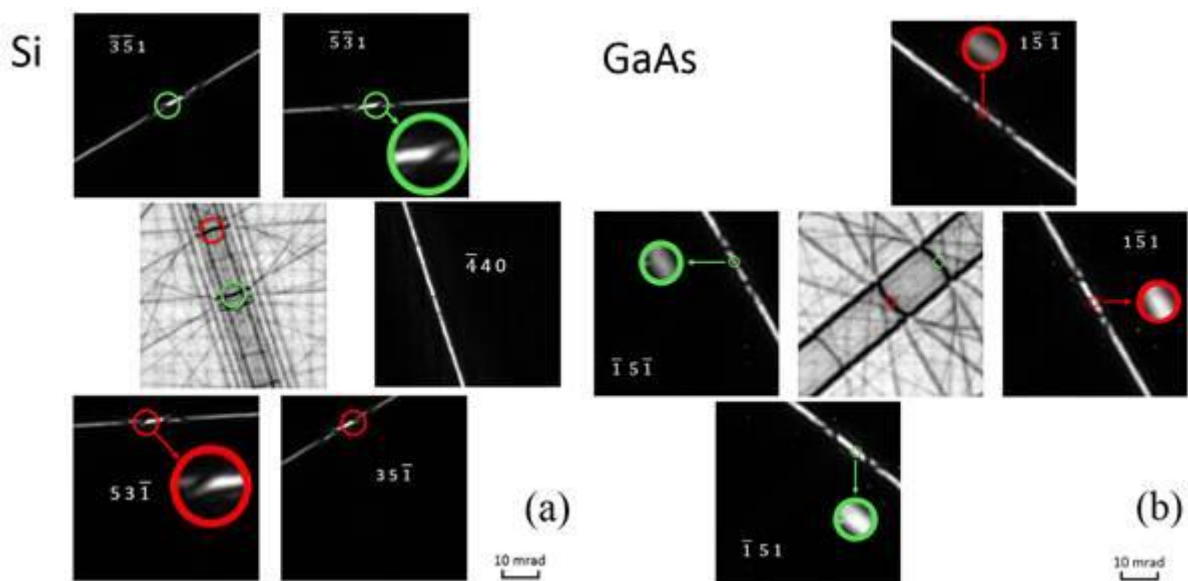 Si
3̅ 5̅ 1
5̅ 3̅ 1
4̅ 4 0
5 3 1̅
3 5 1̅
(a)
10 mrad
GaAs
1 5̅ 1̅
1̅ 5 1̅
1 5̅ 1
1̅ 5 1
(b)
10 mrad